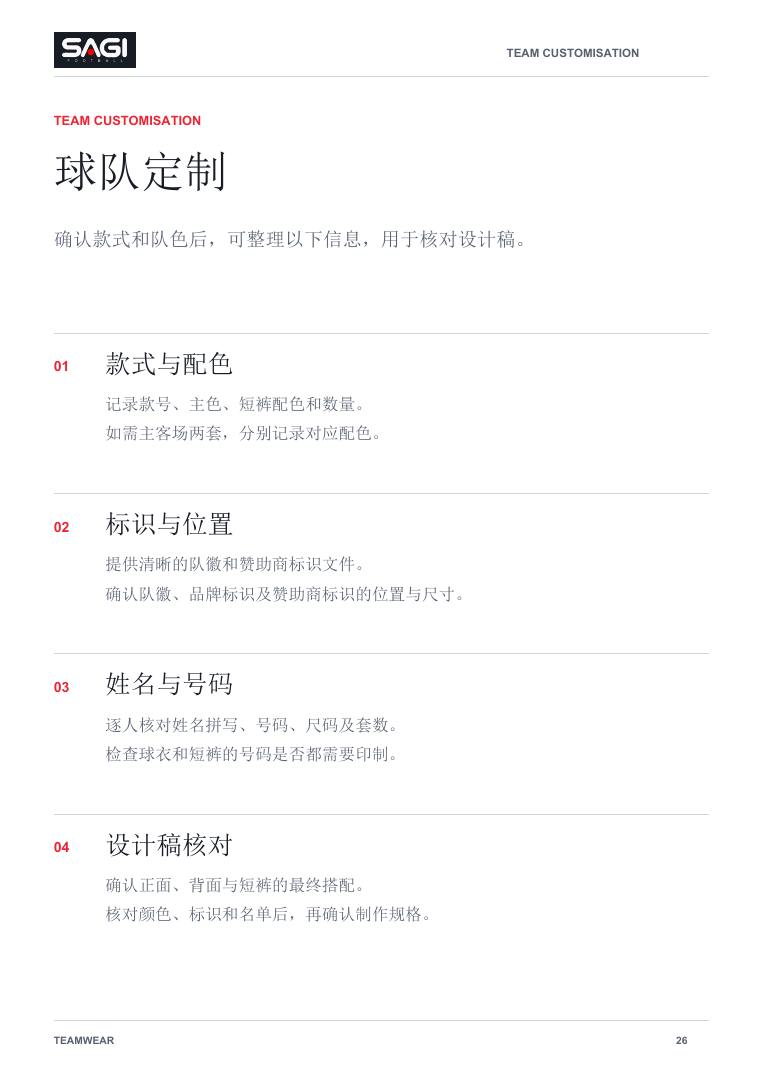 SAGI
FOOTBALL
TEAM CUSTOMISATION
TEAM CUSTOMISATION
球队定制
确认款式和队色后，可整理以下信息，用于核对设计稿。
01 款式与配色
记录款号、主色、短裤配色和数量。
如需主客场两套，分别记录对应配色。
02 标识与位置
提供清晰的队徽和赞助商标识文件。
确认队徽、品牌标识及赞助商标识的位置与尺寸。
03 姓名与号码
逐人核对姓名拼写、号码、尺码及套数。
检查球衣和短裤的号码是否都需要印制。
04 设计稿核对
确认正面、背面与短裤的最终搭配。
核对颜色、标识和名单后，再确认制作规格。
TEAMWEAR
26